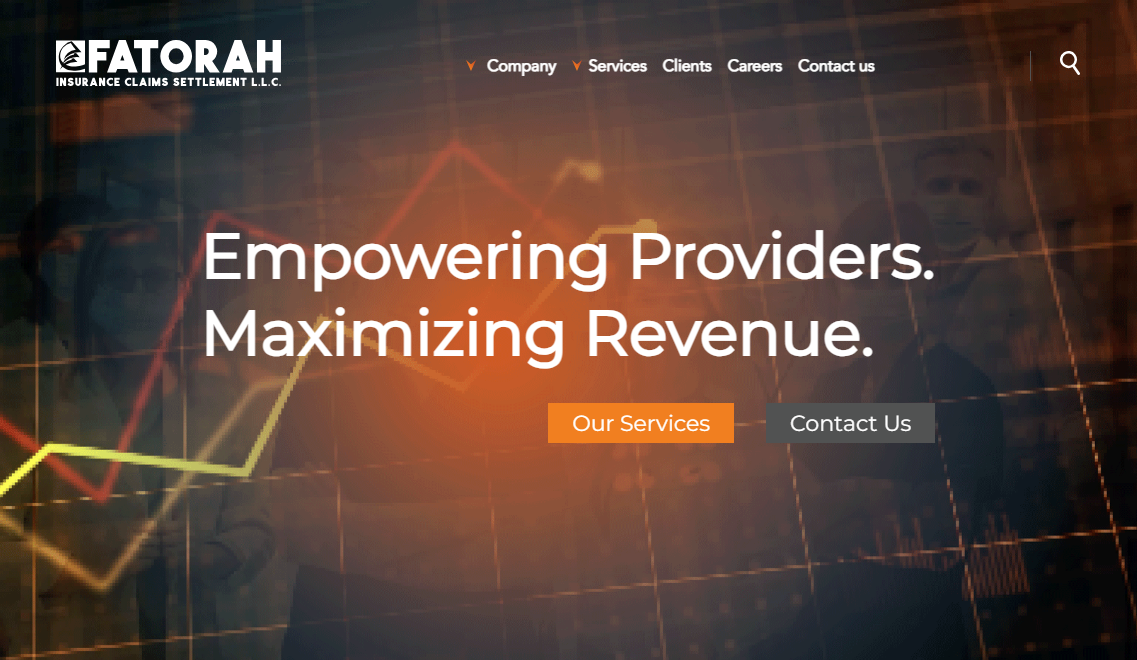 FATORAH
INSURANCE CLAIMS SETTLEMENT L.L.C.
Company Services Clients Careers Contact us
Empowering Providers.
Maximizing Revenue.
Our Services Contact Us